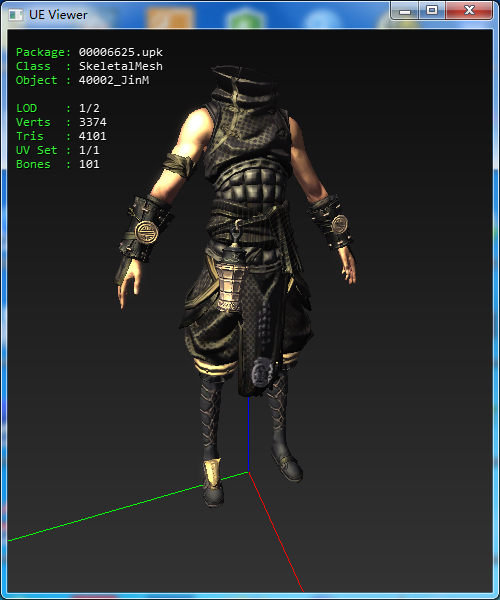 UE Viewer
Package: 00006625.upk
Class : SkeletalMesh
Object : 40002_JinM
LOD : 1/2
Verts : 3374
Tris : 4101
UV Set : 1/1
Bones : 101